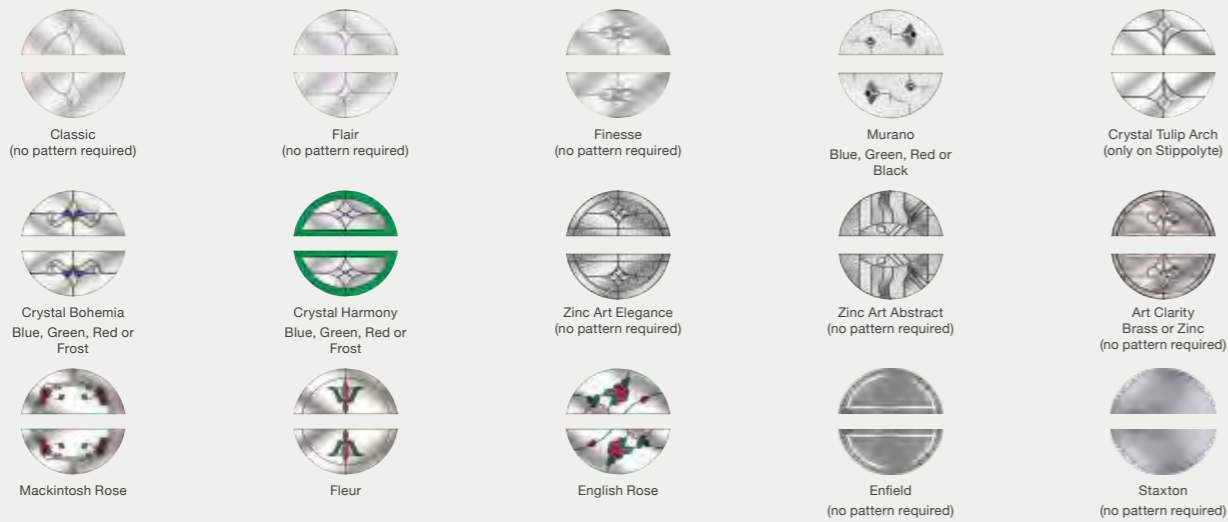 Classic
(no pattern required)
Flair
(no pattern required)
Finesse
(no pattern required)
Murano
Blue, Green, Red or
Black
Crystal Tulip Arch
(only on Stippolyte)
Crystal Bohemia
Blue, Green, Red or
Frost
Crystal Harmony
Blue, Green, Red or
Frost
Zinc Art Elegance
(no pattern required)
Zinc Art Abstract
(no pattern required)
Art Clarity
Brass or Zinc
(no pattern required)
Mackintosh Rose
Fleur
English Rose
Enfield
(no pattern required)
Staxton
(no pattern required)